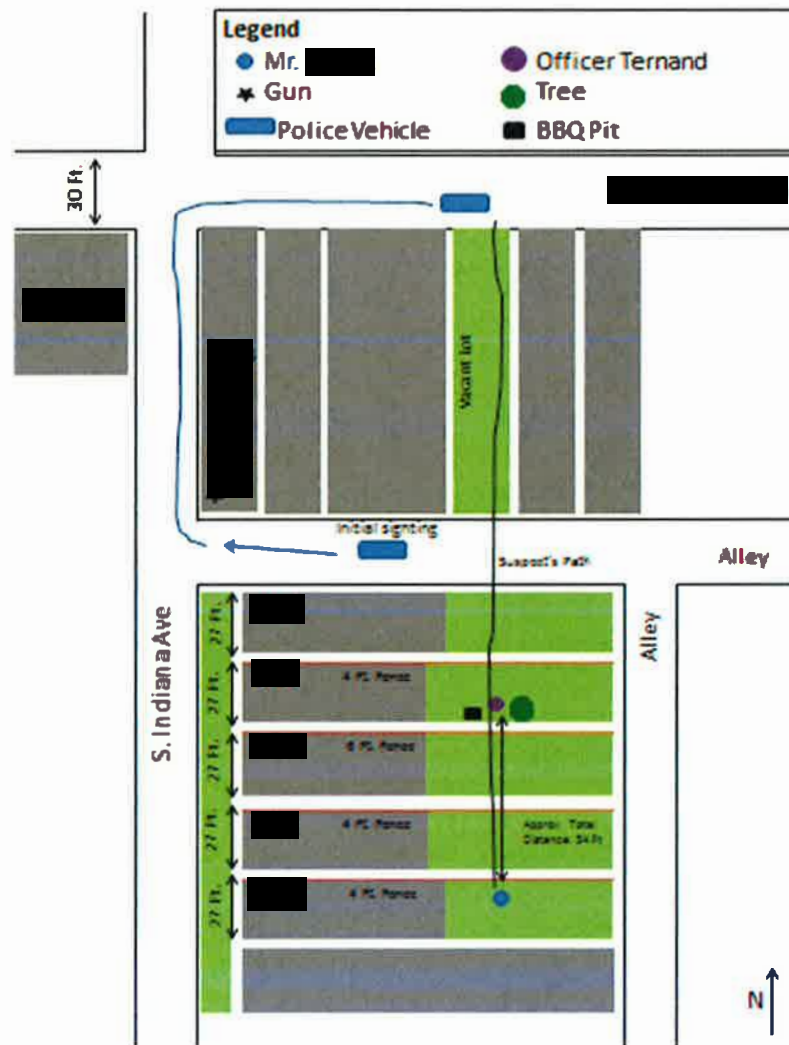 Legend
Mr.
Officer Ternand
Gun
Tree
Police Vehicle
BBQ Pit
30 Ft.
Vacant lot
Initial sighting
Suspect's Path
Alley
Alley
S. Indiana Ave
27 Ft.
27 Ft.
4 Ft. Fence
27 Ft.
6 Ft. Fence
27 Ft.
4 Ft. Fence
Approx. Total
Distance: 54 Ft
27 Ft.
4 Ft. Fence
N